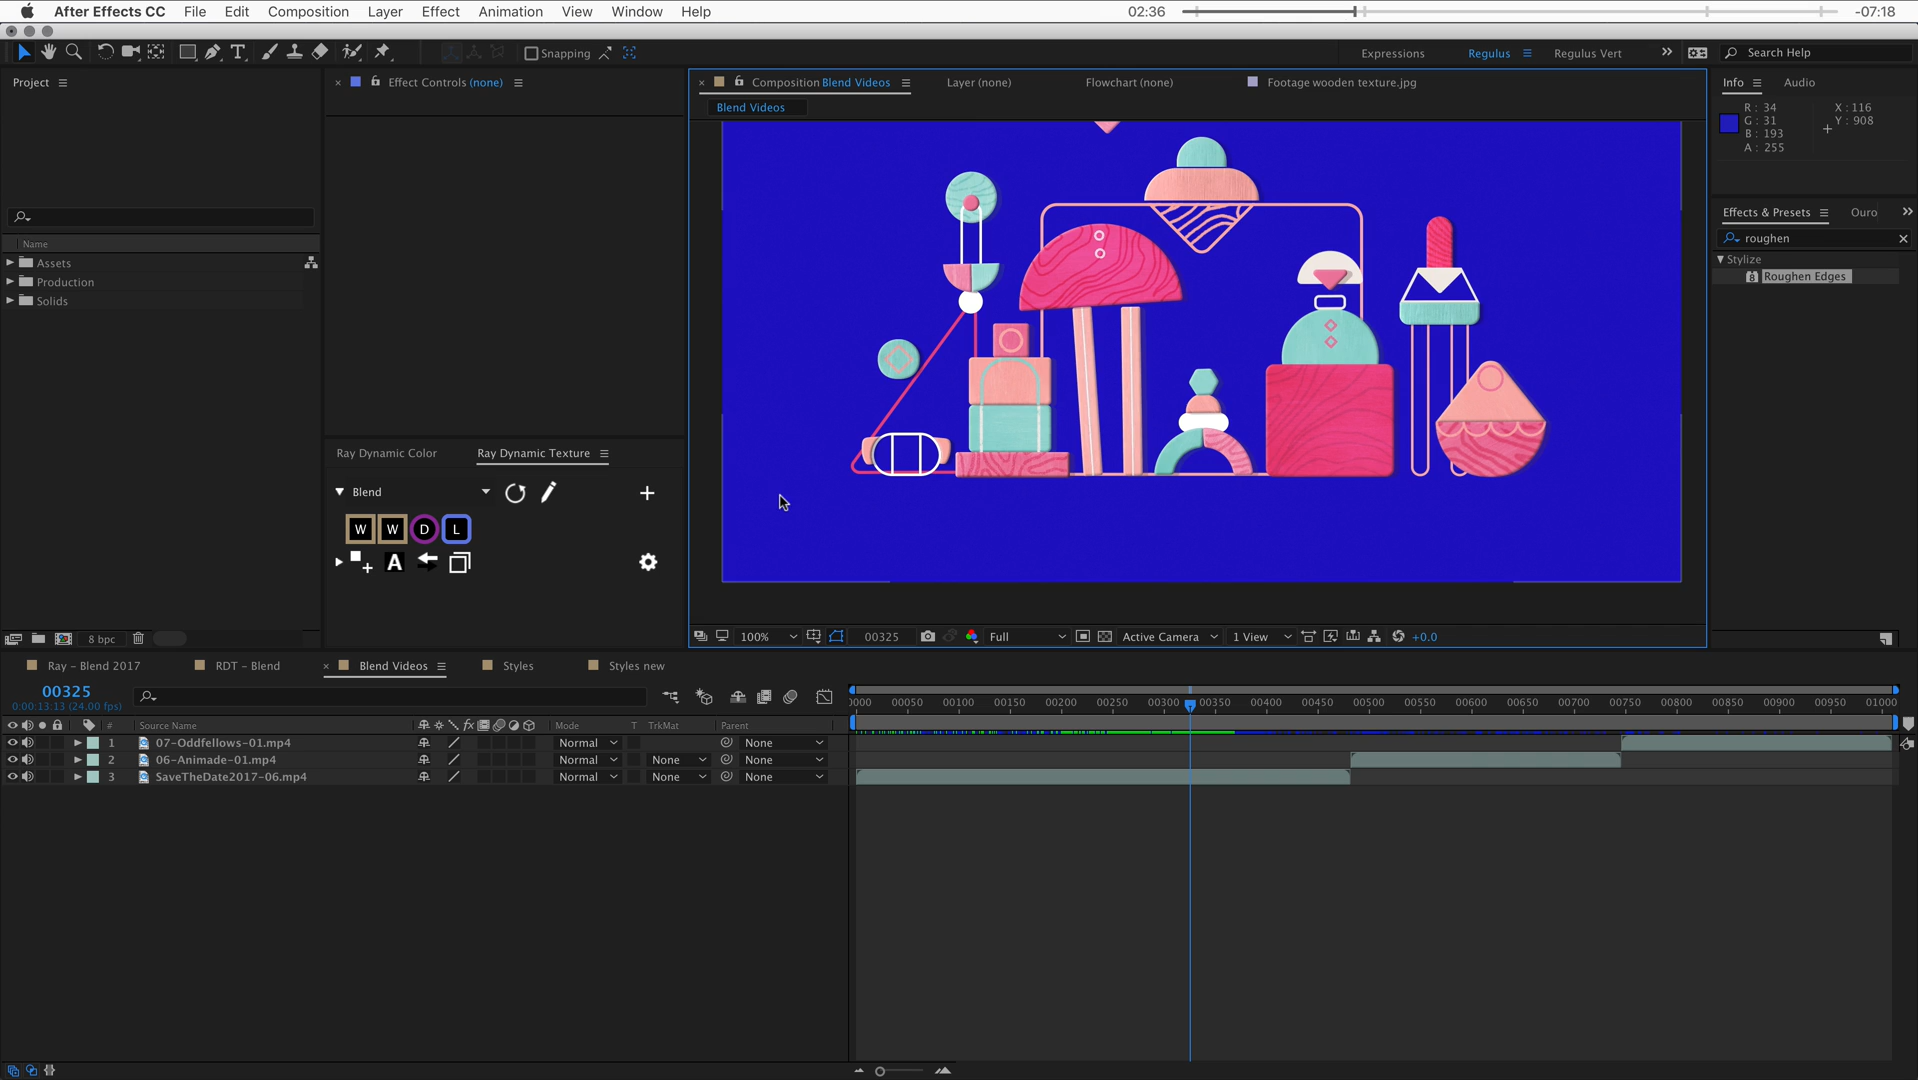 After Effects CC File Edit Composition Layer Effect Animation View Window Help 02:36 -07:18
Snapping Expressions Regulus Regulus Vert Search Help
Project Effect Controls (none) Composition Blend Videos Layer (none) Flowchart (none) Footage wooden texture.jpg Info Audio
Blend Videos
R: 34 X: 116
G: 31 Y: 908
B: 193
A: 255
Effects & Presets Ouro
roughen
Name
Stylize
Assets
Roughen Edges
Production
Solids
Ray Dynamic Color Ray Dynamic Texture
Blend
W W D L
A
8 bpc 100% 00325 Full Active Camera 1 View +0.0
Ray – Blend 2017 RDT – Blend Blend Videos Styles Styles new
00325
0:00:13:13 (24.00 fps)
0000 00050 00100 00150 00200 00250 00300 00350 00400 00450 00500 00550 00600 00650 00700 00750 00800 00850 00900 00950 01000
# Source Name fx Mode T TrkMat Parent
1 07-Oddfellows-01.mp4 Normal None
2 06-Animade-01.mp4 Normal None None
3 SaveTheDate2017-06.mp4 Normal None None